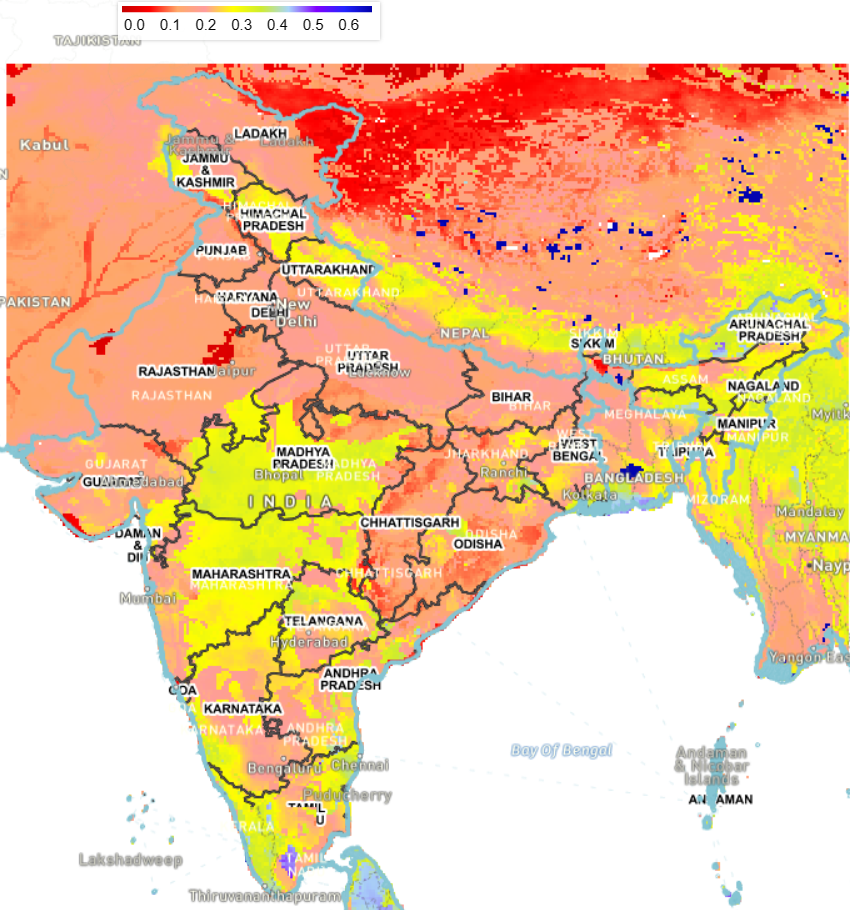 0.0 0.1 0.2 0.3 0.4 0.5 0.6
TAJIKISTAN
Kabul
LADAKH
Jammu &
Kashmir
Ladakh
JAMMU
&
KASHMIR
HIMACHAL
PRADESH
PUNJAB
UTTARAKHAND
UTTARAKHAND
HARYANA
New
Delhi
DELHI
PAKISTAN
NEPAL
SIKKIM
SIKKIM
BHUTAN
ARUNACHAL
PRADESH
UTTAR
PRADESH
Lucknow
RAJASTHAN
Jaipur
RAJASTHAN
BIHAR
BIHAR
ASSAM
NAGALAND
NAGALAND
MEGHALAYA
MANIPUR
MANIPUR
Myitk
WEST
BENGAL
TRIPURA
JHARKHAND
Ranchi
MADHYA
PRADESH
MADHYA
PRADESH
Bhopal
GUJARAT
GUJARAT
Ahmedabad
BANGLADESH
Kolkata
MIZORAM
INDIA
Mandalay
CHHATTISGARH
ODISHA
ODISHA
MYANMA
DAMAN
&
DIU
Nayp
MAHARASHTRA
MAHARASHTRA
CHHATTISGARH
Mumbai
TELANGANA
Hyderabad
Yangon
ANDHRA
PRADESH
GOA
KARNATAKA
KARNATAKA
ANDHRA
PRADESH
Bay Of Bengal
Andaman
& Nicobar
Islands
Bengaluru
Chennai
Puducherry
ANDAMAN
TAMIL
U
KERALA
Lakshadweep
TAMIL
NADU
Thiruvananthapuram